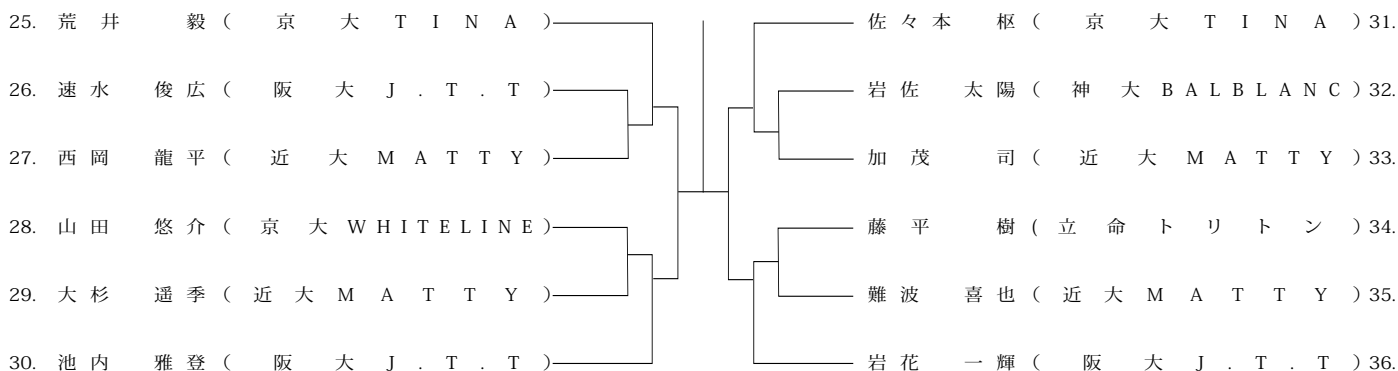 25. 荒井 毅(京大TINA)
26. 速水 俊広(阪大J.T.T)
27. 西岡 龍平(近大MATTY)
28. 山田 悠介(京大WHITELINE)
29. 大杉 遥季(近大MATTY)
30. 池内 雅登(阪大J.T.T)
佐々本 枢(京大TINA)31.
岩佐 太陽(神大BALBLANC)32.
加茂 司(近大MATTY)33.
藤平 樹(立命トリトン)34.
難波 喜也(近大MATTY)35.
岩花 一輝(阪大J.T.T)36.